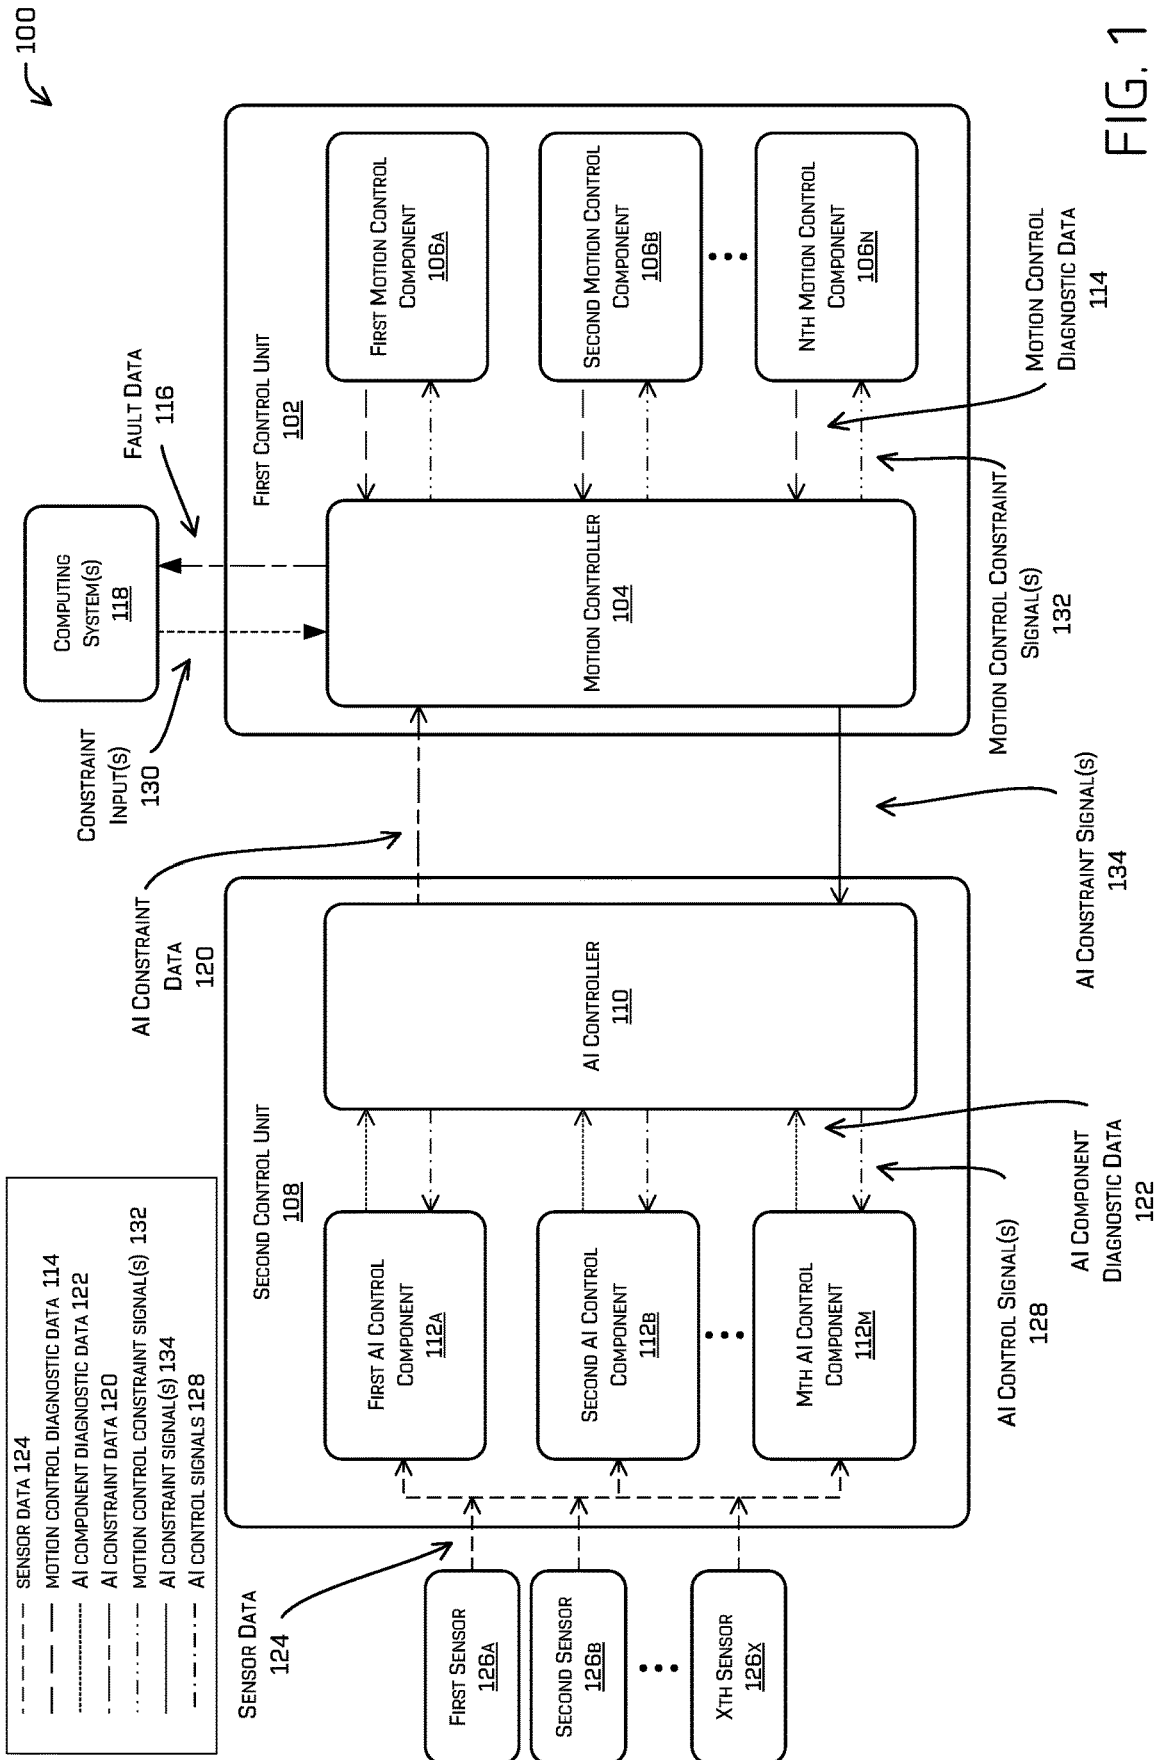 100
SENSOR DATA 124
MOTION CONTROL DIAGNOSTIC DATA 114
AI COMPONENT DIAGNOSTIC DATA 122
AI CONSTRAINT DATA 120
MOTION CONTROL CONSTRAINT SIGNAL(S) 132
AI CONSTRAINT SIGNAL(S) 134
AI CONTROL SIGNALS 128
CONSTRAINT
INPUT(S)
130
COMPUTING
SYSTEM(S)
118
FAULT DATA
116
AI CONSTRAINT
DATA
120
SENSOR DATA
124
SECOND CONTROL UNIT
108
FIRST CONTROL UNIT
102
FIRST SENSOR
126A
SECOND SENSOR
126B
XTH SENSOR
126X
FIRST AI CONTROL
COMPONENT
112A
SECOND AI CONTROL
COMPONENT
112B
MTH AI CONTROL
COMPONENT
112M
AI CONTROLLER
110
MOTION CONTROLLER
104
FIRST MOTION CONTROL
COMPONENT
106A
SECOND MOTION CONTROL
COMPONENT
106B
NTH MOTION CONTROL
COMPONENT
106N
AI CONTROL SIGNAL(S)
128
AI COMPONENT
DIAGNOSTIC DATA
122
AI CONSTRAINT SIGNAL(S)
134
MOTION CONTROL CONSTRAINT
SIGNAL(S)
132
MOTION CONTROL
DIAGNOSTIC DATA
114
FIG. 1